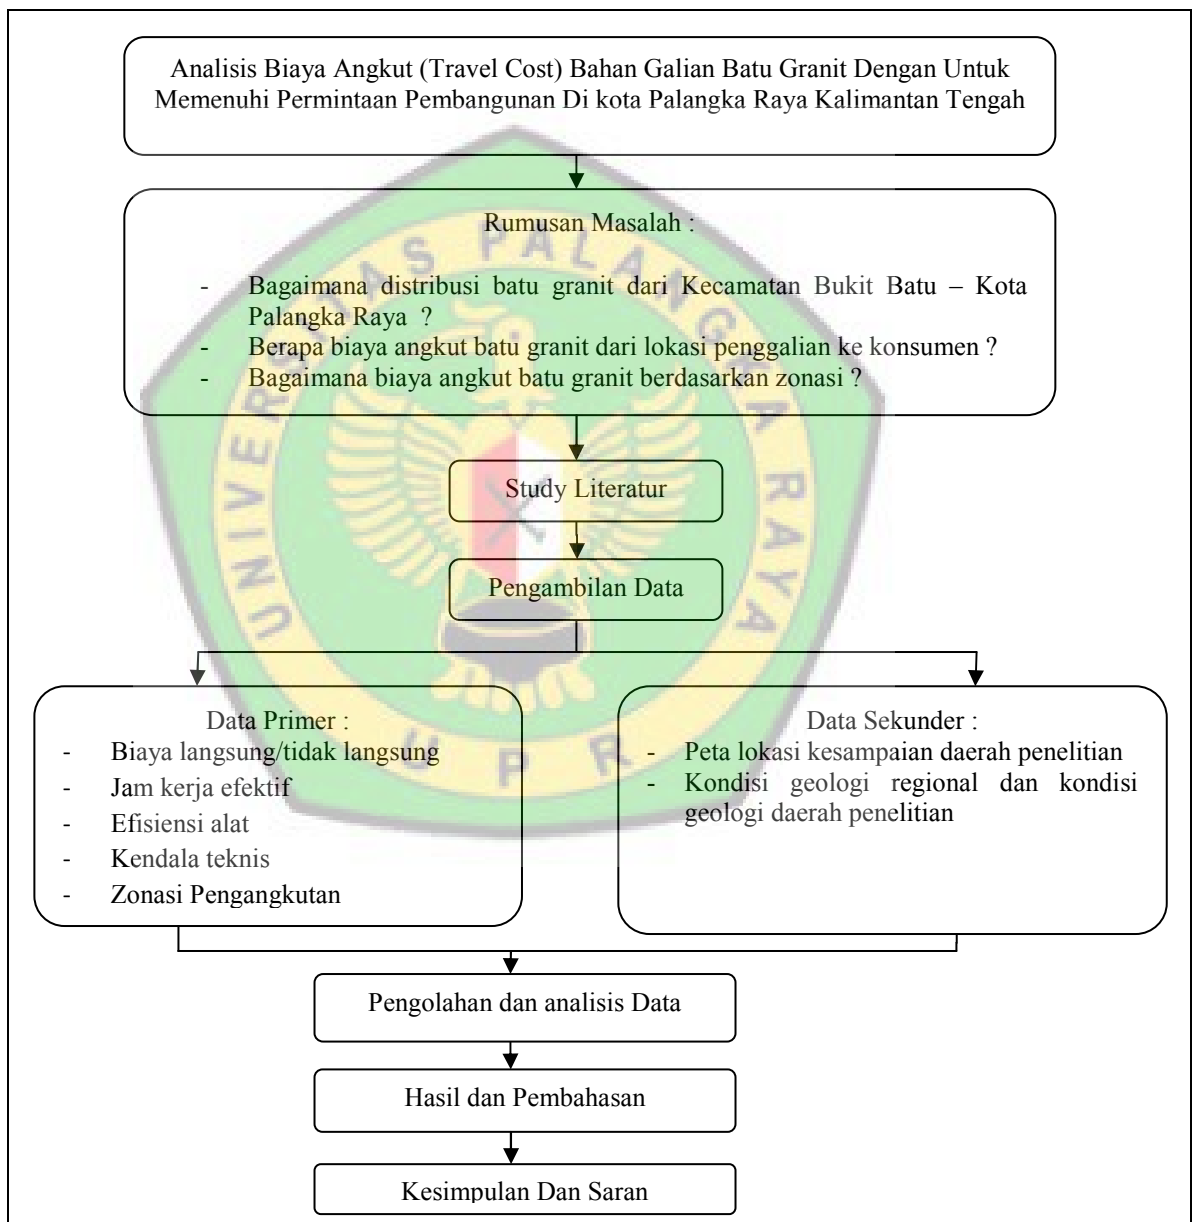 Analisis Biaya Angkut (Travel Cost) Bahan Galian Batu Granit Dengan Untuk
Memenuhi Permintaan Pembangunan Di kota Palangka Raya Kalimantan Tengah
Rumusan Masalah :
- Bagaimana distribusi batu granit dari Kecamatan Bukit Batu – Kota
Palangka Raya ?
- Berapa biaya angkut batu granit dari lokasi penggalian ke konsumen ?
- Bagaimana biaya angkut batu granit berdasarkan zonasi ?
Study Literatur
Pengambilan Data
Data Primer :
- Biaya langsung/tidak langsung
- Jam kerja efektif
- Efisiensi alat
- Kendala teknis
- Zonasi Pengangkutan
Data Sekunder :
- Peta lokasi kesampaian daerah penelitian
- Kondisi geologi regional dan kondisi
geologi daerah penelitian
Pengolahan dan analisis Data
Hasil dan Pembahasan
Kesimpulan Dan Saran
UNIVERSITAS PALANGKA RAYA
UPR